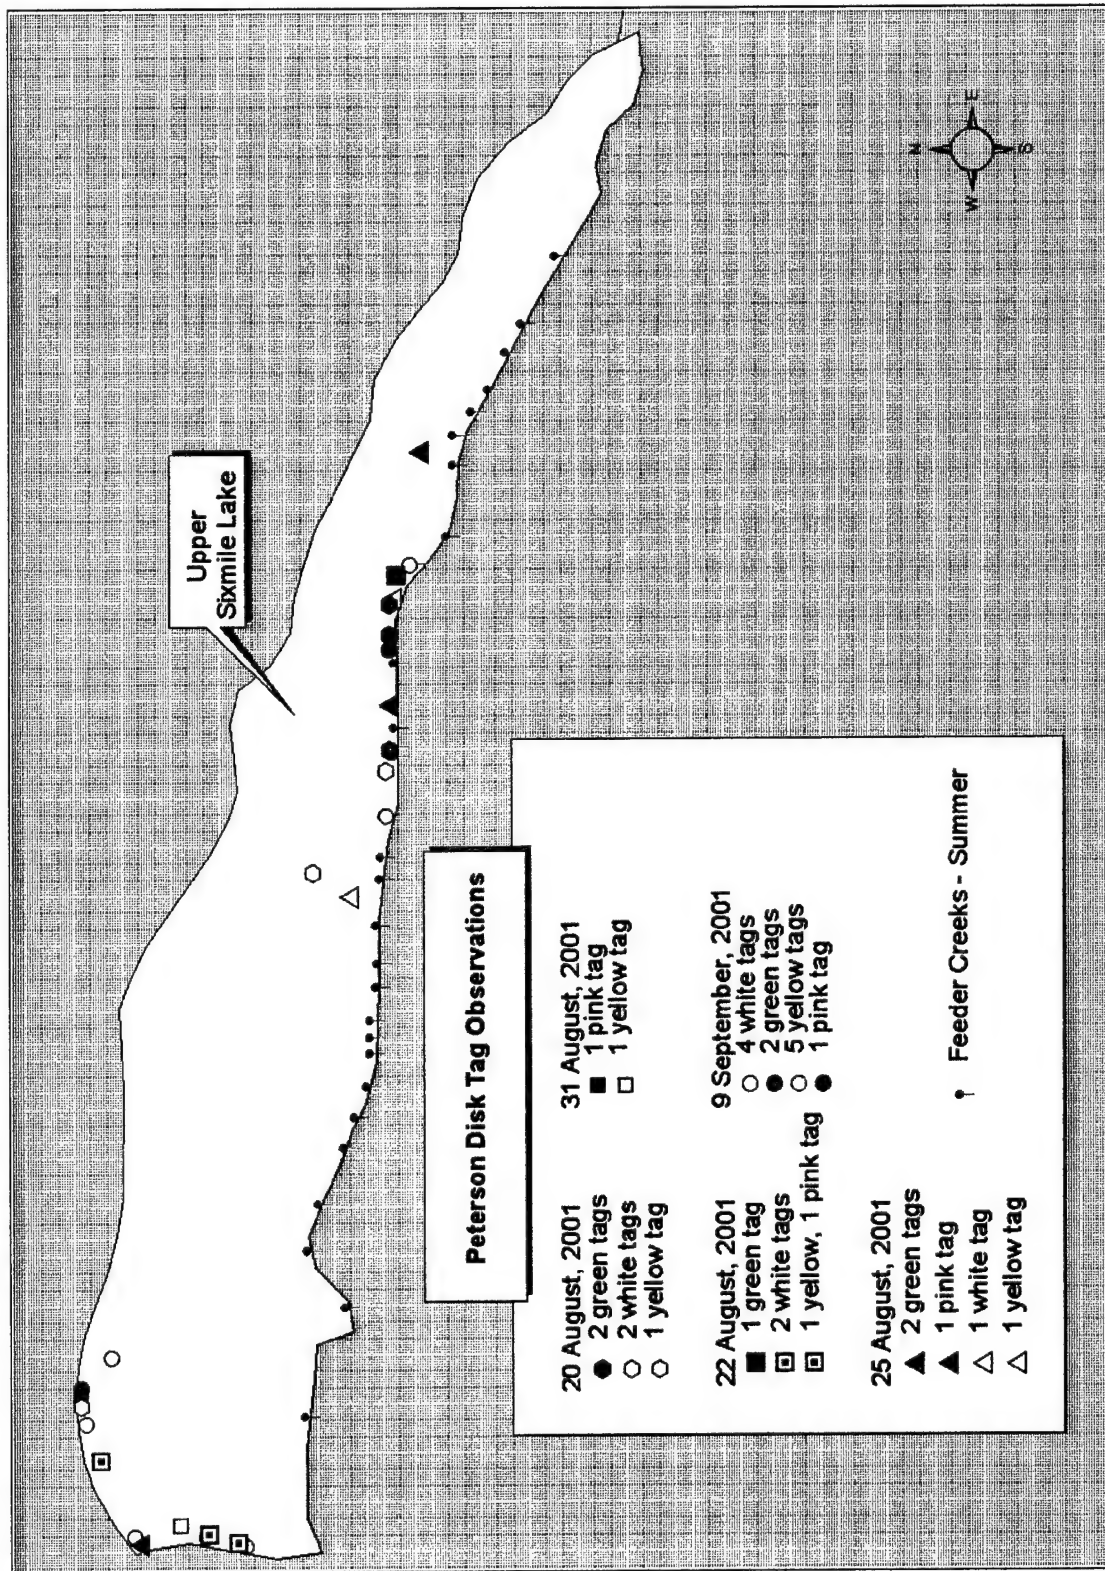 Upper
Sixmile Lake
Peterson Disk Tag Observations
20 August, 2001
2 green tags
2 white tags
1 yellow tag
22 August, 2001
1 green tag
2 white tags
1 yellow, 1 pink tag
25 August, 2001
2 green tags
1 pink tag
1 white tag
1 yellow tag
31 August, 2001
1 pink tag
1 yellow tag
9 September, 2001
4 white tags
2 green tags
5 yellow tags
1 pink tag
Feeder Creeks - Summer
N
W
E
S